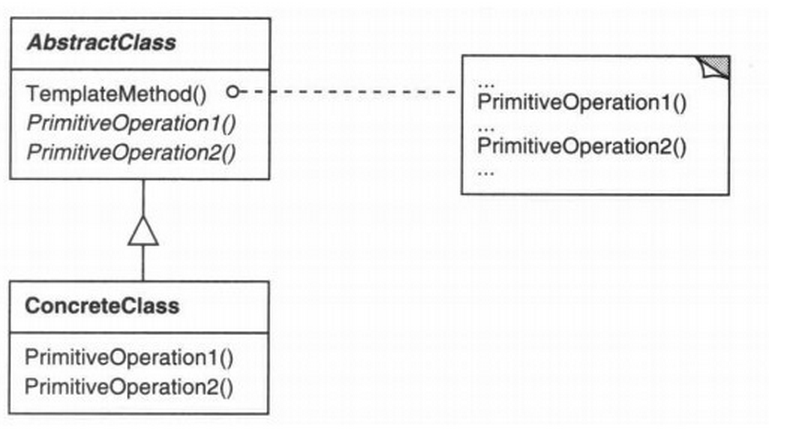 AbstractClass
TemplateMethod()
PrimitiveOperation1()
PrimitiveOperation2()
...
PrimitiveOperation1()
...
PrimitiveOperation2()
...
ConcreteClass
PrimitiveOperation1()
PrimitiveOperation2()